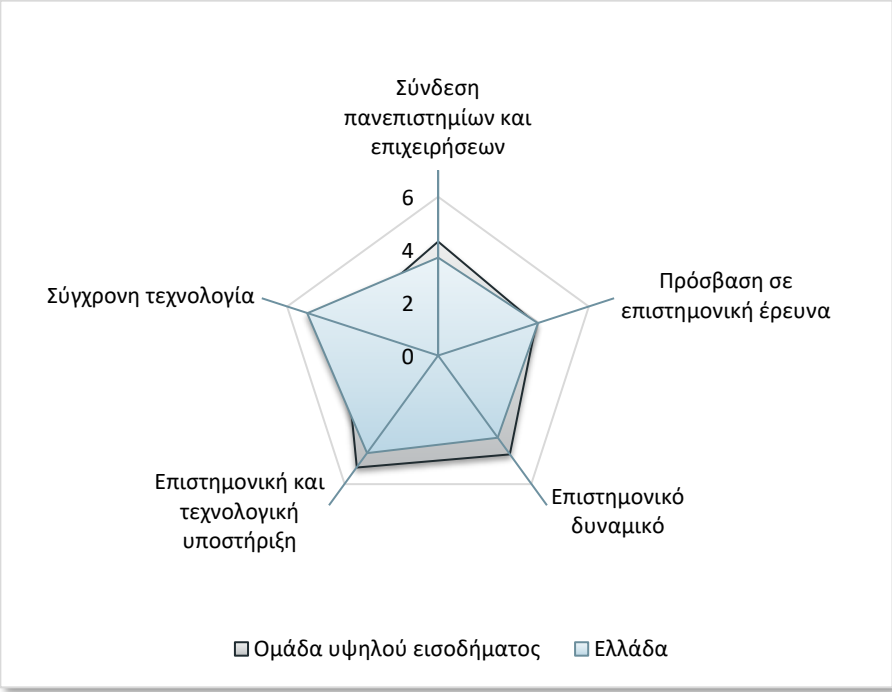 Σύνδεση
πανεπιστημίων και
επιχειρήσεων
6
4
2
0
Πρόσβαση σε
επιστημονική έρευνα
Σύγχρονη τεχνολογία
Επιστημονική και
τεχνολογική
υποστήριξη
Επιστημονικό
δυναμικό
Ομάδα υψηλού εισοδήματος
Ελλάδα